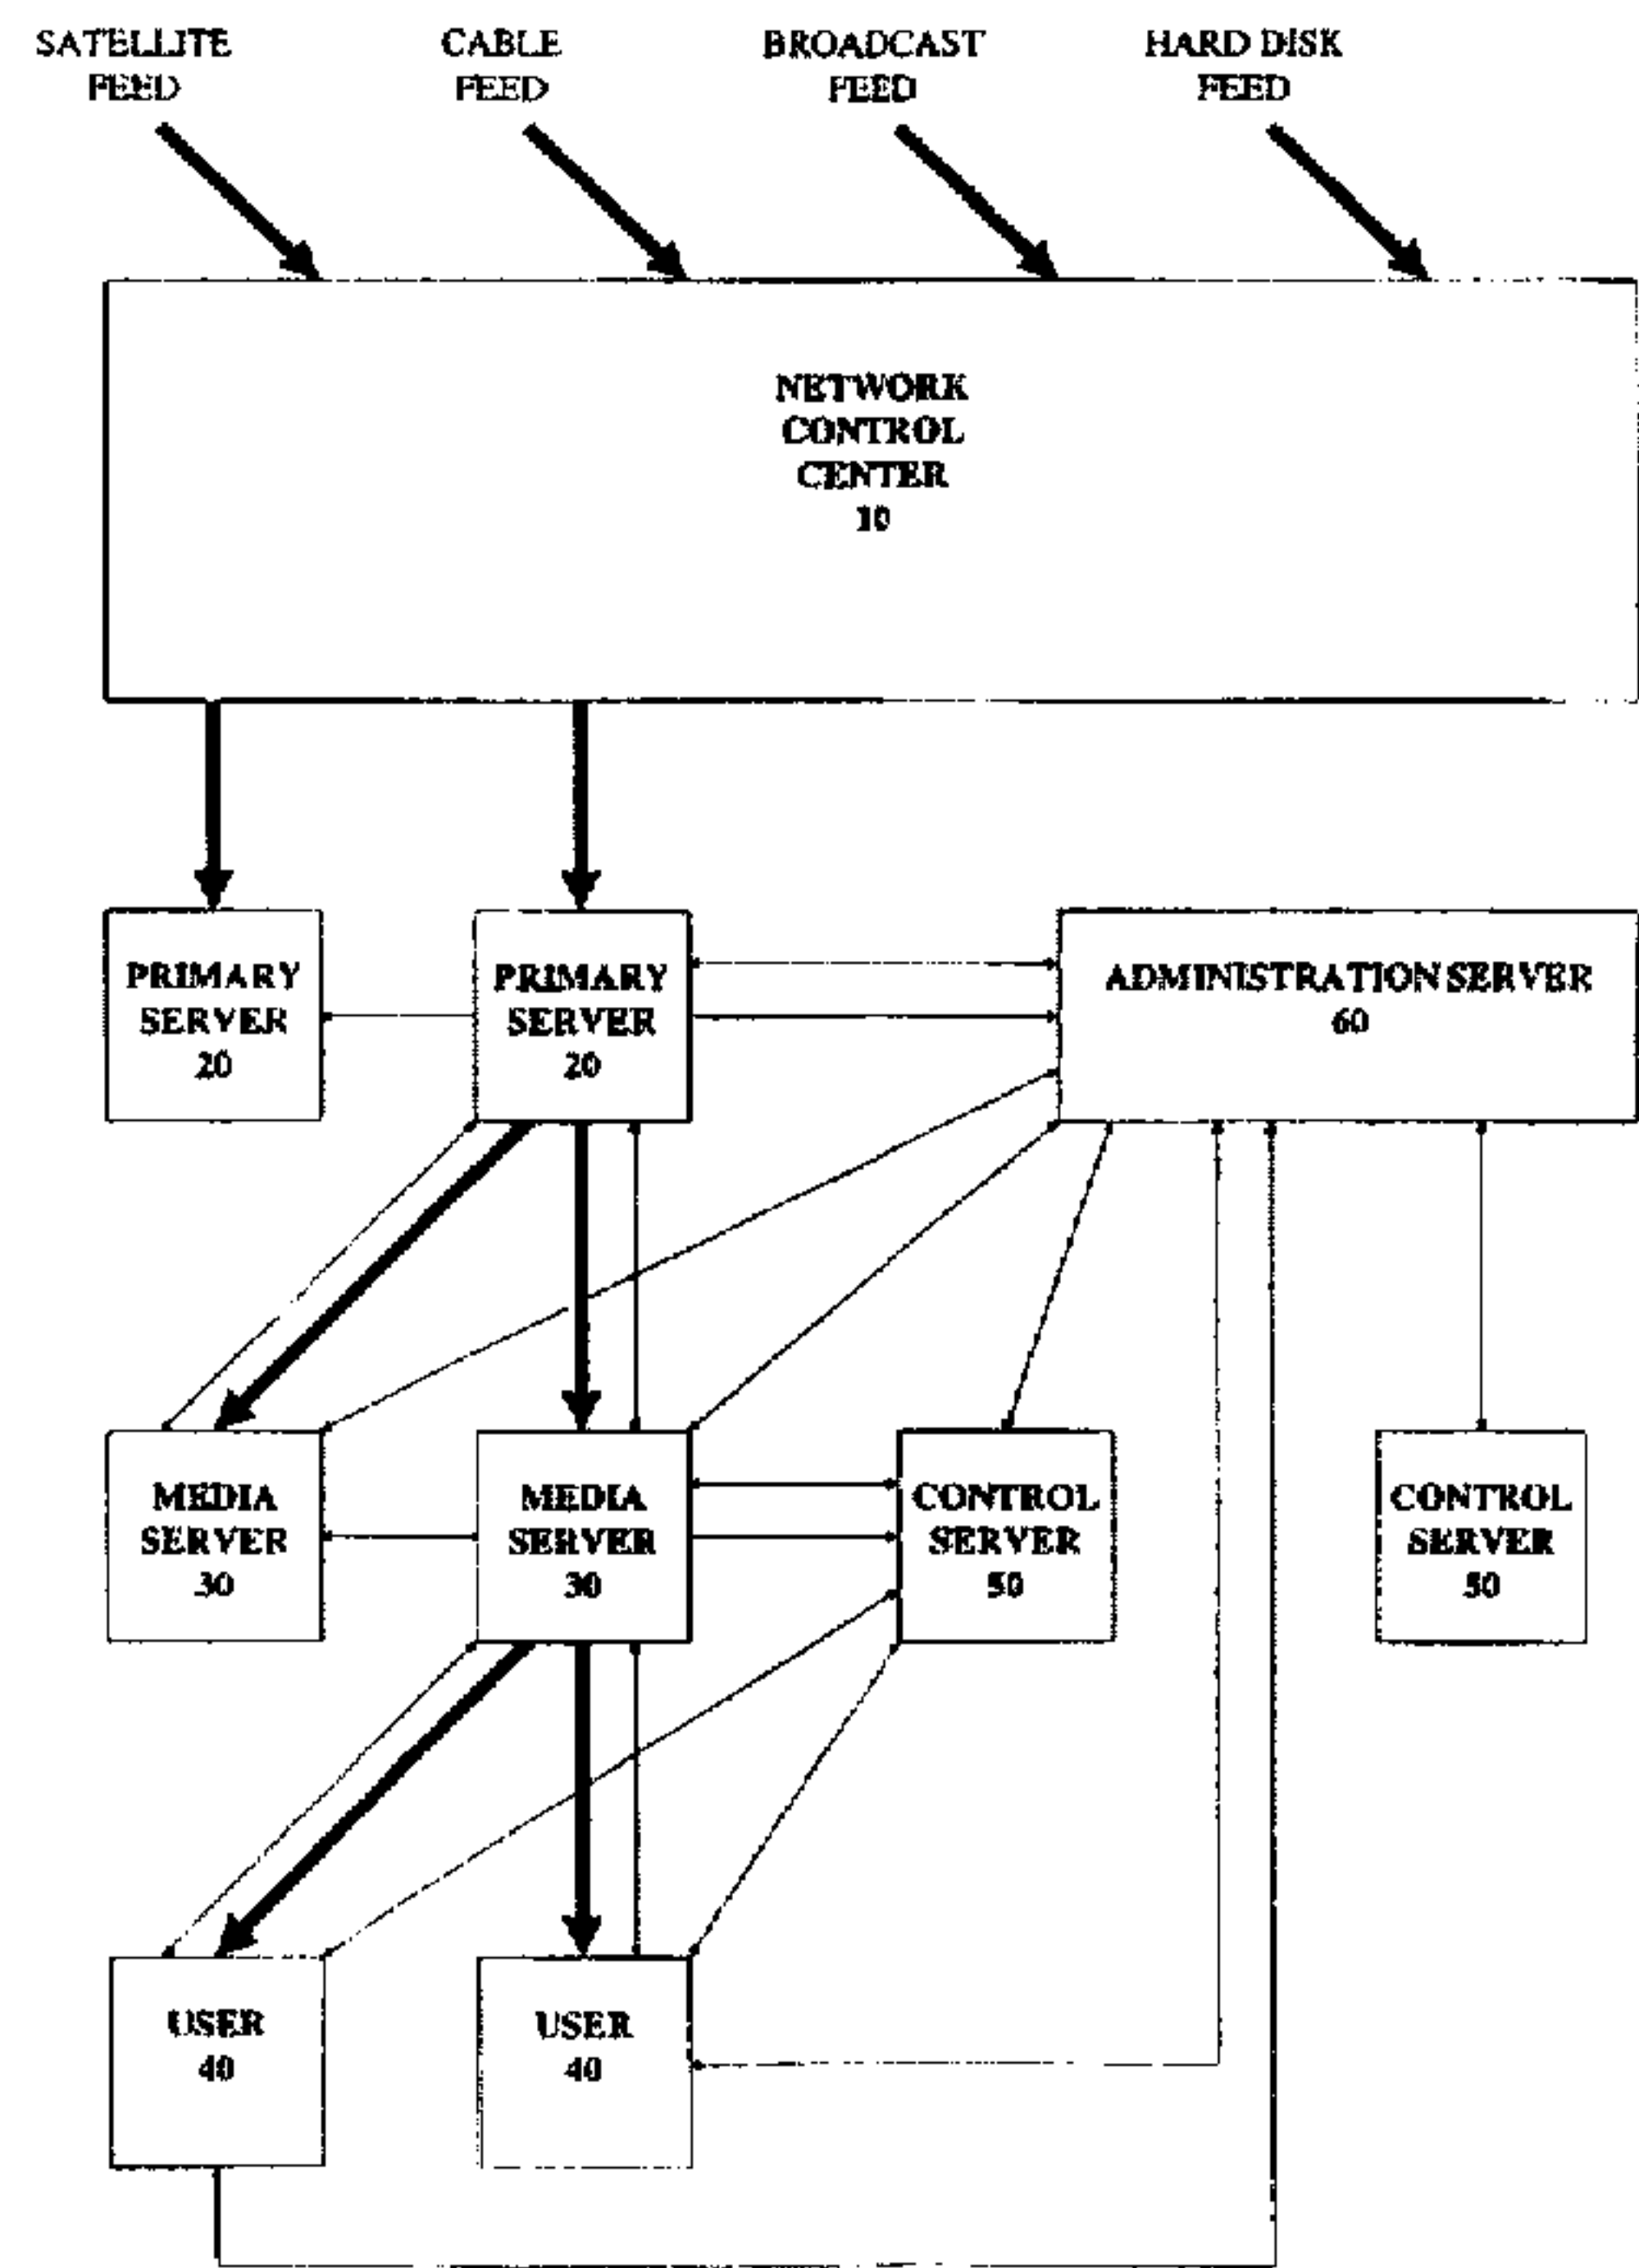 SATELLITE
FEED
CABLE
FEED
BROADCAST
FEED
HARD DISK
FEED
NETWORK
CONTROL
CENTER
10
PRIMARY
SERVER
20
PRIMARY
SERVER
20
ADMINISTRATION SERVER
60
MEDIA
SERVER
30
MEDIA
SERVER
30
CONTROL
SERVER
50
CONTROL
SERVER
50
USER
40
USER
40